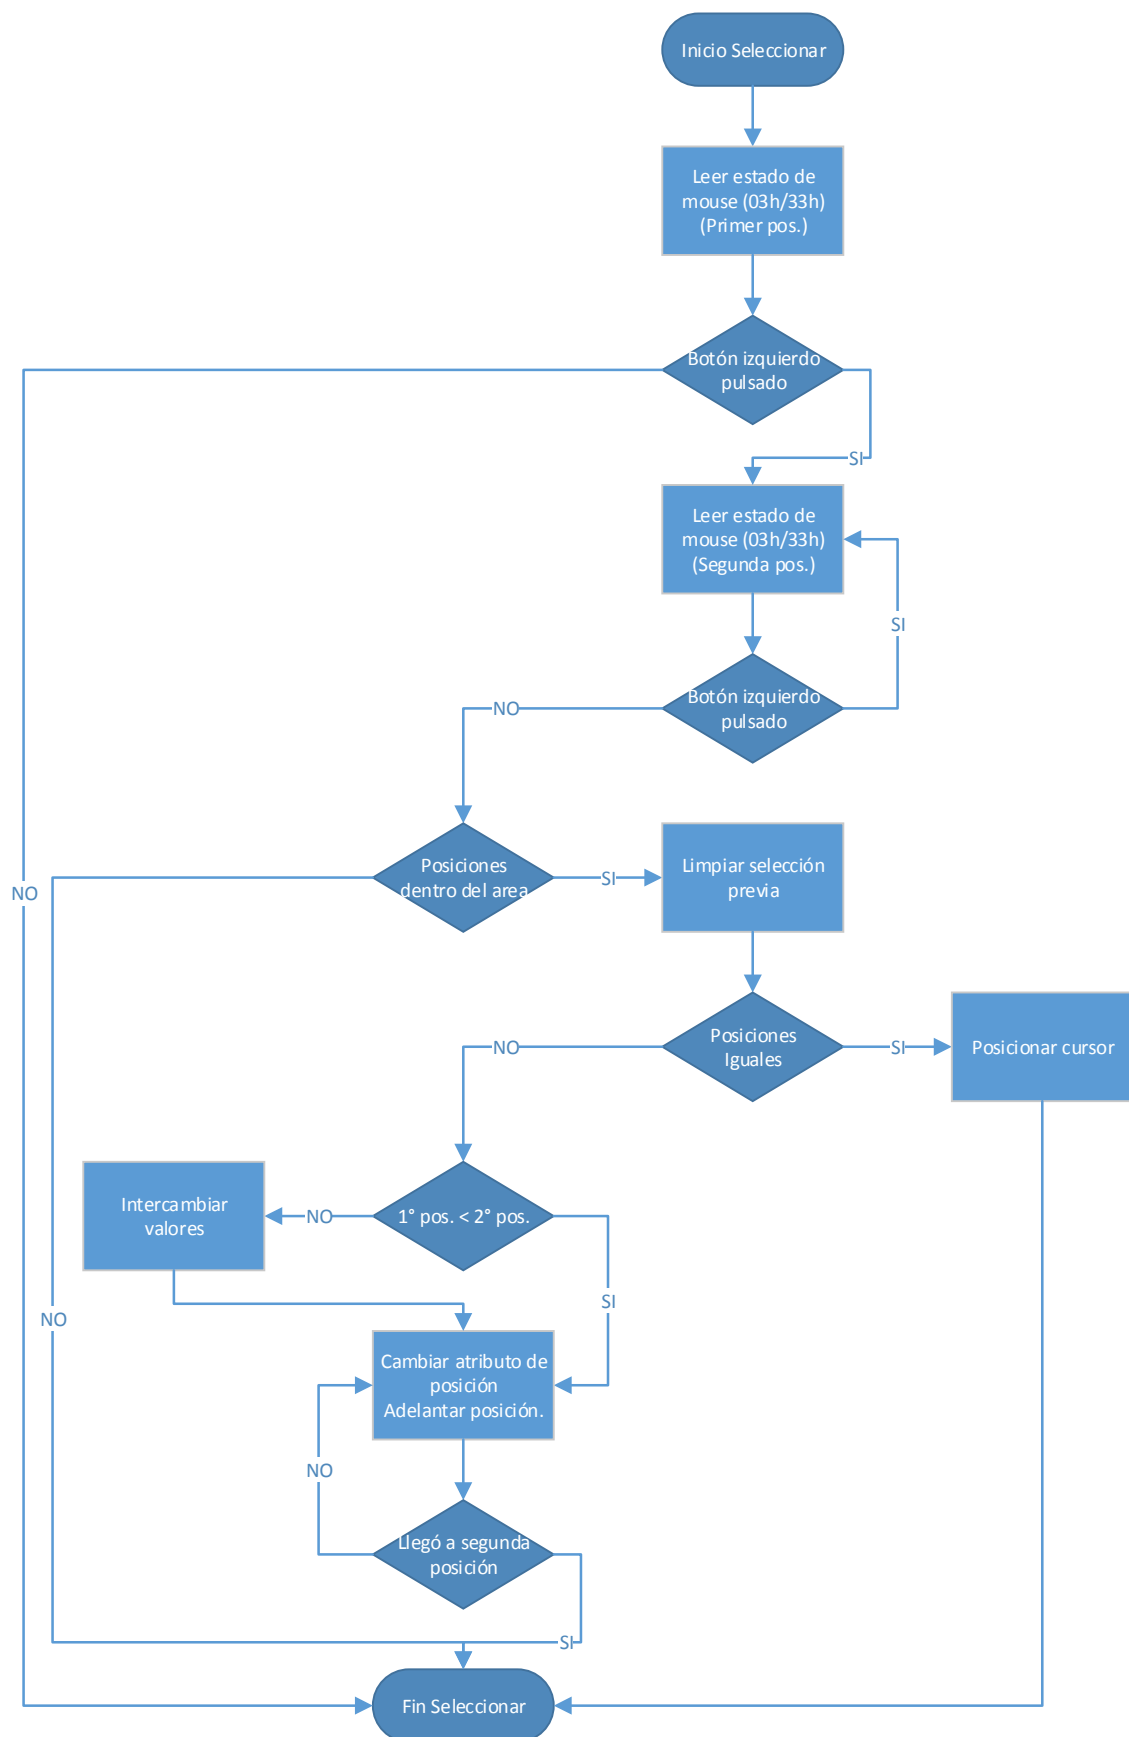 Inicio Seleccionar
Leer estado de
mouse (03h/33h)
(Primer pos.)
Botón izquierdo
pulsado
SI
Leer estado de
mouse (03h/33h)
(Segunda pos.)
SI
Botón izquierdo
pulsado
NO
Posiciones
dentro del area
SI
Limpiar selección
previa
NO
Posiciones
Iguales
NO
SI
Posicionar cursor
Intercambiar
valores
NO
1° pos. < 2° pos.
SI
NO
Cambiar atributo de
posición
Adelantar posición.
NO
Llegó a segunda
posición
SI
Fin Seleccionar